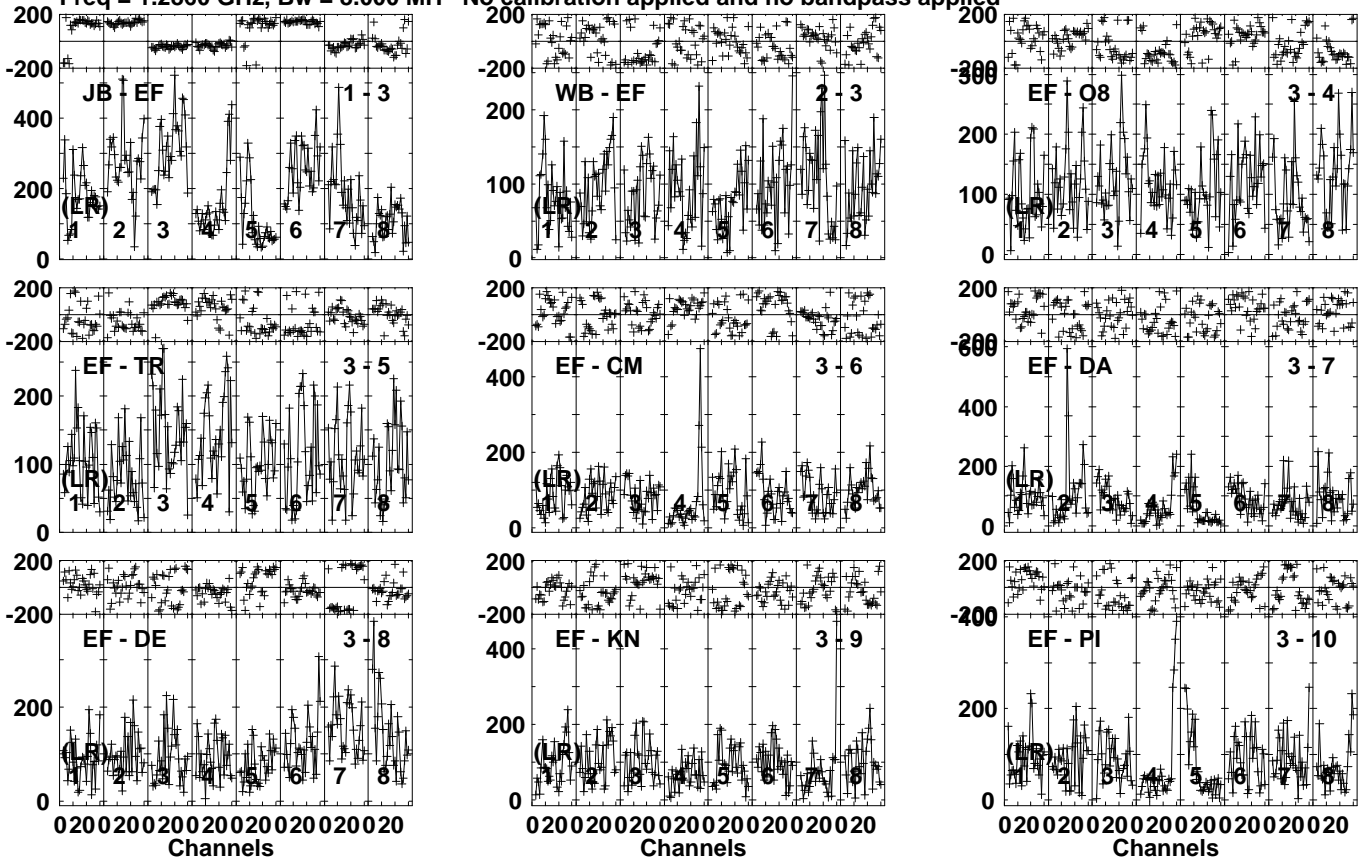 Freq = 1.2800 GHz, Bw = 8.000 MH No calibration applied and no bandpass applied
200
-200
JB - EF 1 - 3
400
200
0
(LR)
1 2 3 4 5 6 7 8
200
-200
WB - EF 2 - 3
200
100
0
(LR)
1 2 3 4 5 6 7 8
200
-200
300
EF - O8 3 - 4
200
100
0
(LR)
1 2 3 4 5 6 7 8
200
-200
EF - TR 3 - 5
200
100
0
(LR)
1 2 3 4 5 6 7 8
200
-200
EF - CM 3 - 6
400
200
0
(LR)
1 2 3 4 5 6 7 8
200
-200
600
EF - DA 3 - 7
400
200
0
(LR)
1 2 3 4 5 6 7 8
200
-200
EF - DE 3 - 8
200
0
(LR)
1 2 3 4 5 6 7 8
0 20 0 20 0 20 0 20 0 20 0 20 0 20 0 20
Channels
200
-200
EF - KN 3 - 9
400
200
0
(LR)
1 2 3 4 5 6 7 8
0 20 0 20 0 20 0 20 0 20 0 20 0 20 0 20
Channels
200
-200
400
EF - PI 3 - 10
200
0
(LR)
1 2 3 4 5 6 7 8
0 20 0 20 0 20 0 20 0 20 0 20 0 20 0 20
Channels